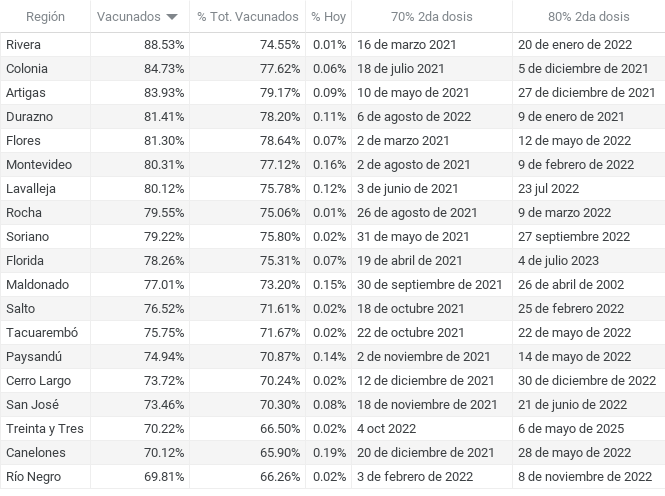 Región Vacunados % Tot. Vacunados % Hoy 70% 2da dosis 80% 2da dosis
Rivera 88.53% 74.55% 0.01% 16 de marzo 2021 20 de enero de 2022
Colonia 84.73% 77.62% 0.06% 18 de julio 2021 5 de diciembre de 2021
Artigas 83.93% 79.17% 0.09% 10 de mayo de 2021 27 de diciembre de 2021
Durazno 81.41% 78.20% 0.11% 6 de agosto de 2022 9 de enero de 2021
Flores 81.30% 78.64% 0.07% 2 de marzo 2021 12 de mayo de 2022
Montevideo 80.31% 77.12% 0.16% 2 de agosto de 2021 9 de febrero de 2022
Lavalleja 80.12% 75.78% 0.12% 3 de junio de 2021 23 jul 2022
Rocha 79.55% 75.06% 0.01% 26 de agosto de 2021 9 de marzo 2022
Soriano 79.22% 75.80% 0.02% 31 de mayo de 2021 27 septiembre 2022
Florida 78.26% 75.31% 0.07% 19 de abril de 2021 4 de julio 2023
Maldonado 77.01% 73.20% 0.15% 30 de septiembre de 2021 26 de abril de 2002
Salto 76.52% 71.61% 0.02% 18 de octubre 2021 25 de febrero 2022
Tacuarembó 75.75% 71.67% 0.02% 22 de octubre 2021 22 de mayo de 2022
Paysandú 74.94% 70.87% 0.14% 2 de noviembre de 2021 14 de mayo de 2022
Cerro Largo 73.72% 70.24% 0.02% 12 de diciembre de 2021 30 de diciembre de 2022
San José 73.46% 70.30% 0.08% 18 de noviembre de 2021 21 de junio de 2022
Treinta y Tres 70.22% 66.50% 0.02% 4 oct 2022 6 de mayo de 2025
Canelones 70.12% 65.90% 0.19% 20 de diciembre de 2021 28 de mayo de 2022
Río Negro 69.81% 66.26% 0.02% 3 de febrero de 2022 8 de noviembre de 2022